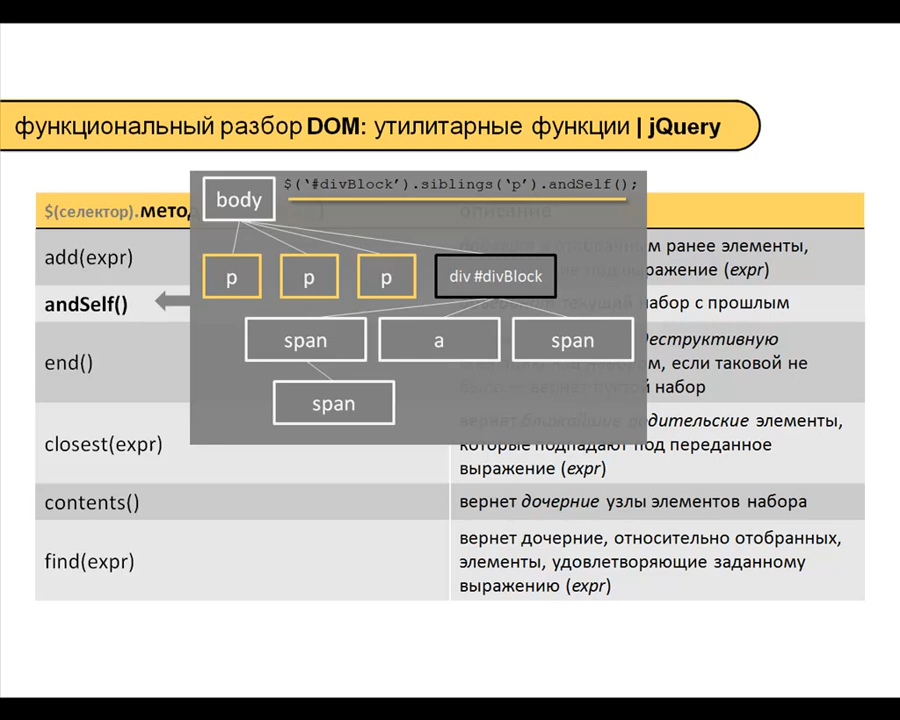 функциональный разбор DOM: утилитарные функции | jQuery
$('#divBlock').siblings('p').andSelf();
body
p
p
p
div #divBlock
span
a
span
span
$(селектор).метод
описание
add(expr)
ранее элементы,
выражение (expr)
andSelf()
текущий набор с прошлым
end()
деструктивную
если таковой не
набор
closest(expr)
вернет ближайшие родительские элементы,
которые подпадают под переданное
выражение (expr)
contents()
вернет дочерние узлы элементов набора
find(expr)
вернет дочерние, относительно отобранных,
элементы, удовлетворяющие заданному
выражению (expr)